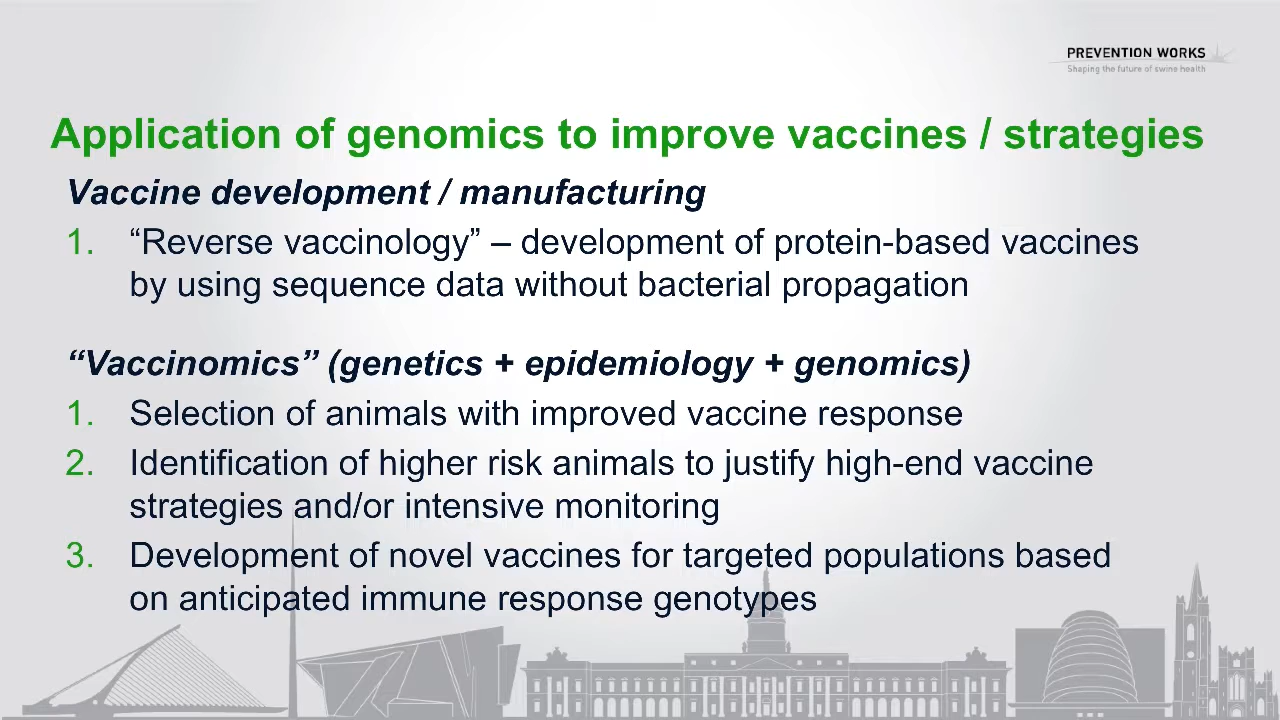 PREVENTION WORKS
Shaping the future of swine health
Application of genomics to improve vaccines / strategies
Vaccine development / manufacturing
1. “Reverse vaccinology” – development of protein-based vaccines
by using sequence data without bacterial propagation
“Vaccinomics” (genetics + epidemiology + genomics)
1. Selection of animals with improved vaccine response
2. Identification of higher risk animals to justify high-end vaccine
strategies and/or intensive monitoring
3. Development of novel vaccines for targeted populations based
on anticipated immune response genotypes